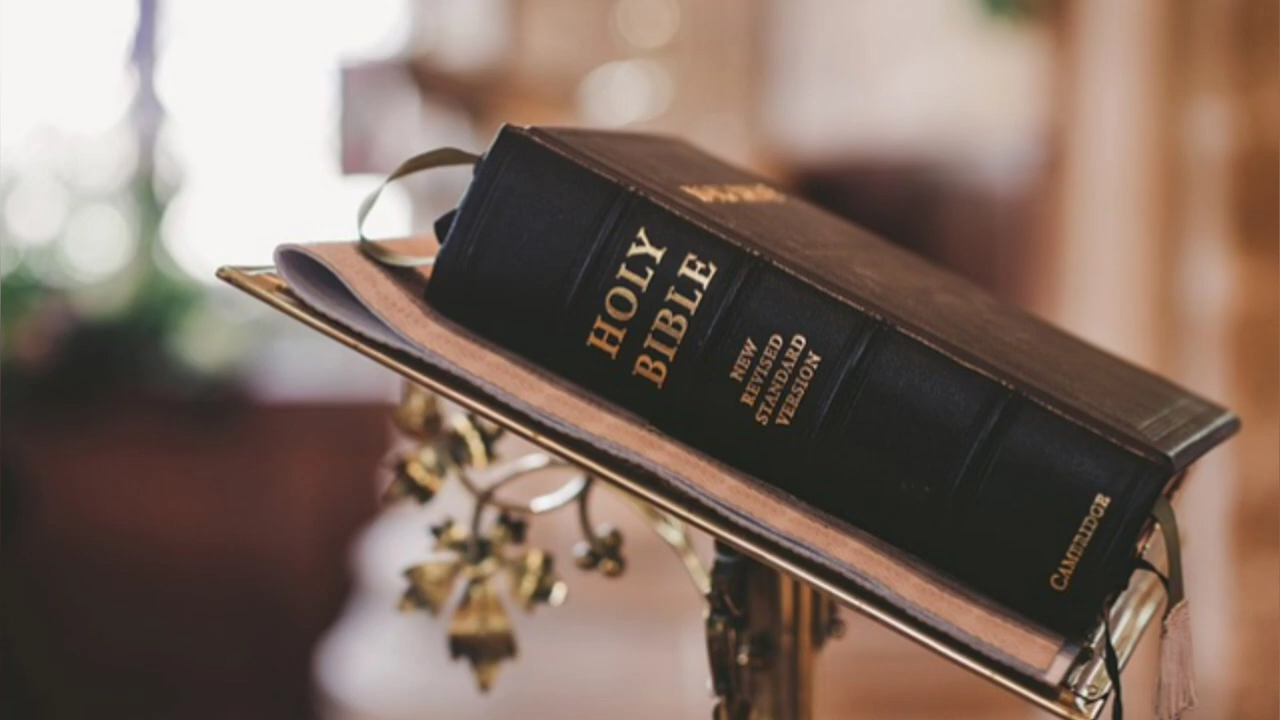 HOLY
BIBLE
NEW
REVISED
STANDARD
VERSION
CAMBRIDGE